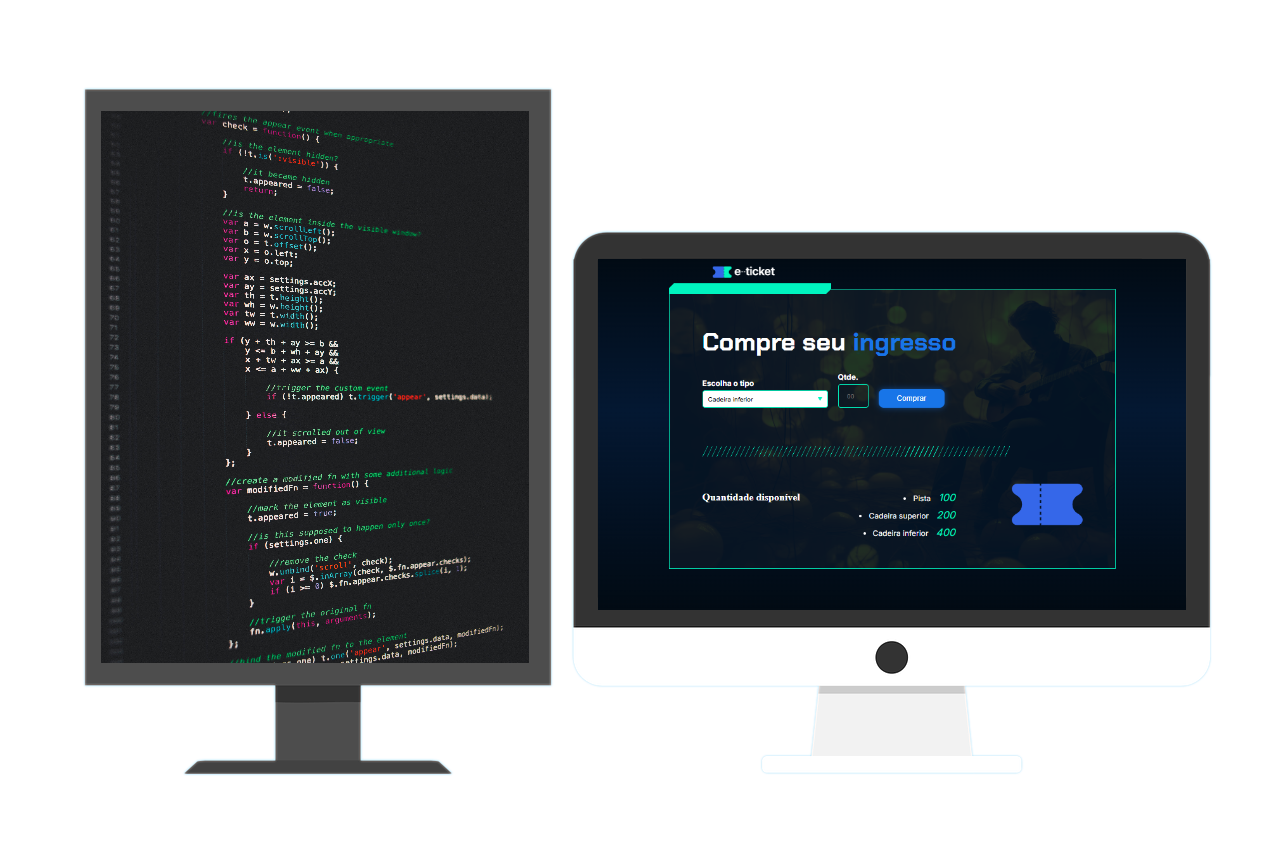 //fires the appear event when appropriate
var check = function() {
//is the element hidden?
if (!t.is(':visible')) {
//it became hidden
t.appeared = false;
return;
}
//is the element inside the visible window?
var a = w.scrollLeft();
var b = w.scrollTop();
var o = t.offset();
var x = o.left;
var y = o.top;
var ax = settings.accX;
var ay = settings.accY;
var th = t.height();
var wh = w.height();
var tw = t.width();
var ww = w.width();
if (y + th + ay >= b &&
y <= b + wh + ay &&
x + tw + ax >= a &&
x <= a + ww + ax) {
//trigger the custom event
if (!t.appeared) t.trigger('appear', settings.data);
} else {
//it scrolled out of view
t.appeared = false;
}
};
//create a modified fn with some additional logic
var modifiedFn = function() {
//mark the element as visible
t.appeared = true;
//is this supposed to happen only once?
if (settings.one) {
//remove the check
w.unbind('scroll', check);
var i = $.inArray(check, $.fn.appear.checks);
if (i >= 0) $.fn.appear.checks.splice(i, 1);
}
//trigger the original fn
fn.apply(this, arguments);
};
//bind the modified fn to the element
one) t.one('appear', settings.data, modifiedFn);
settings.data, modifiedFn);
e-ticket
Compre seu ingresso
Escolha o tipo
Qtde.
Cadeira inferior
00
Comprar
Quantidade disponível
• Pista 100
• Cadeira superior 200
• Cadeira inferior 400